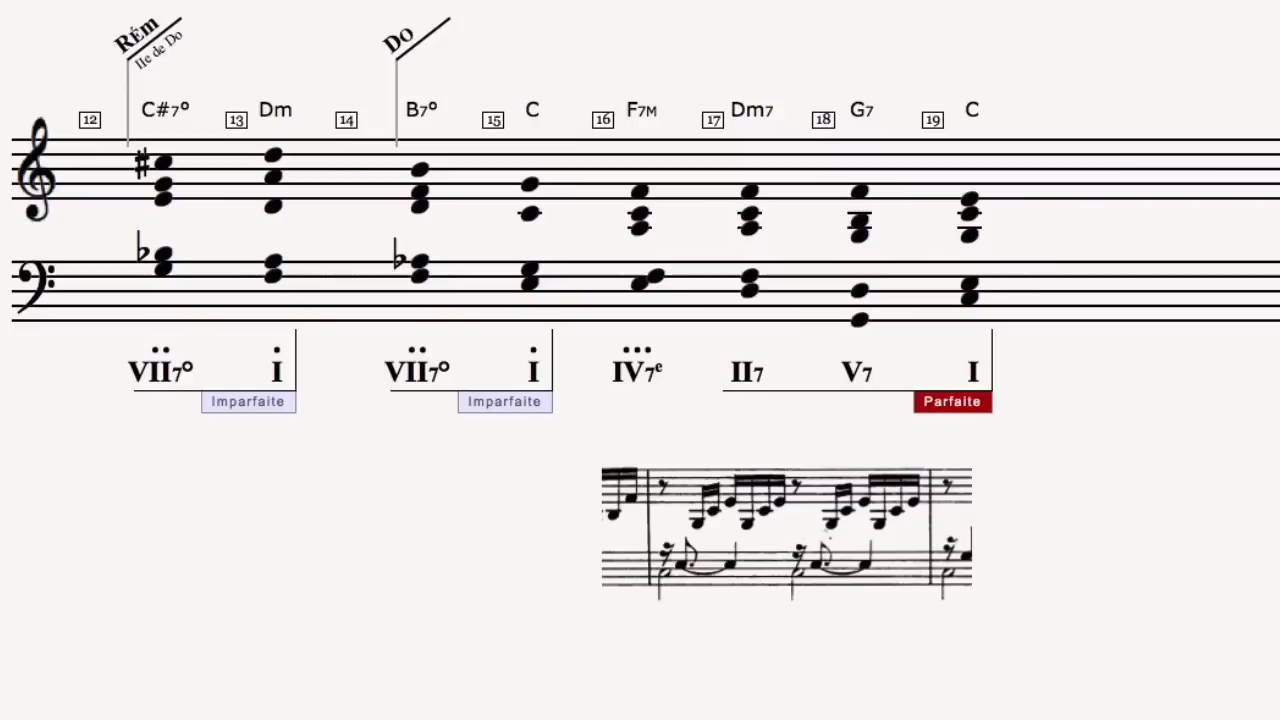 RÉm
IIe de Do
Do
12 C#7° 13 Dm 14 B7° 15 C 16 F7M 17 Dm7 18 G7 19 C
VII7° I VII7° I IV7e II7 V7 I
Imparfaite Imparfaite Parfaite